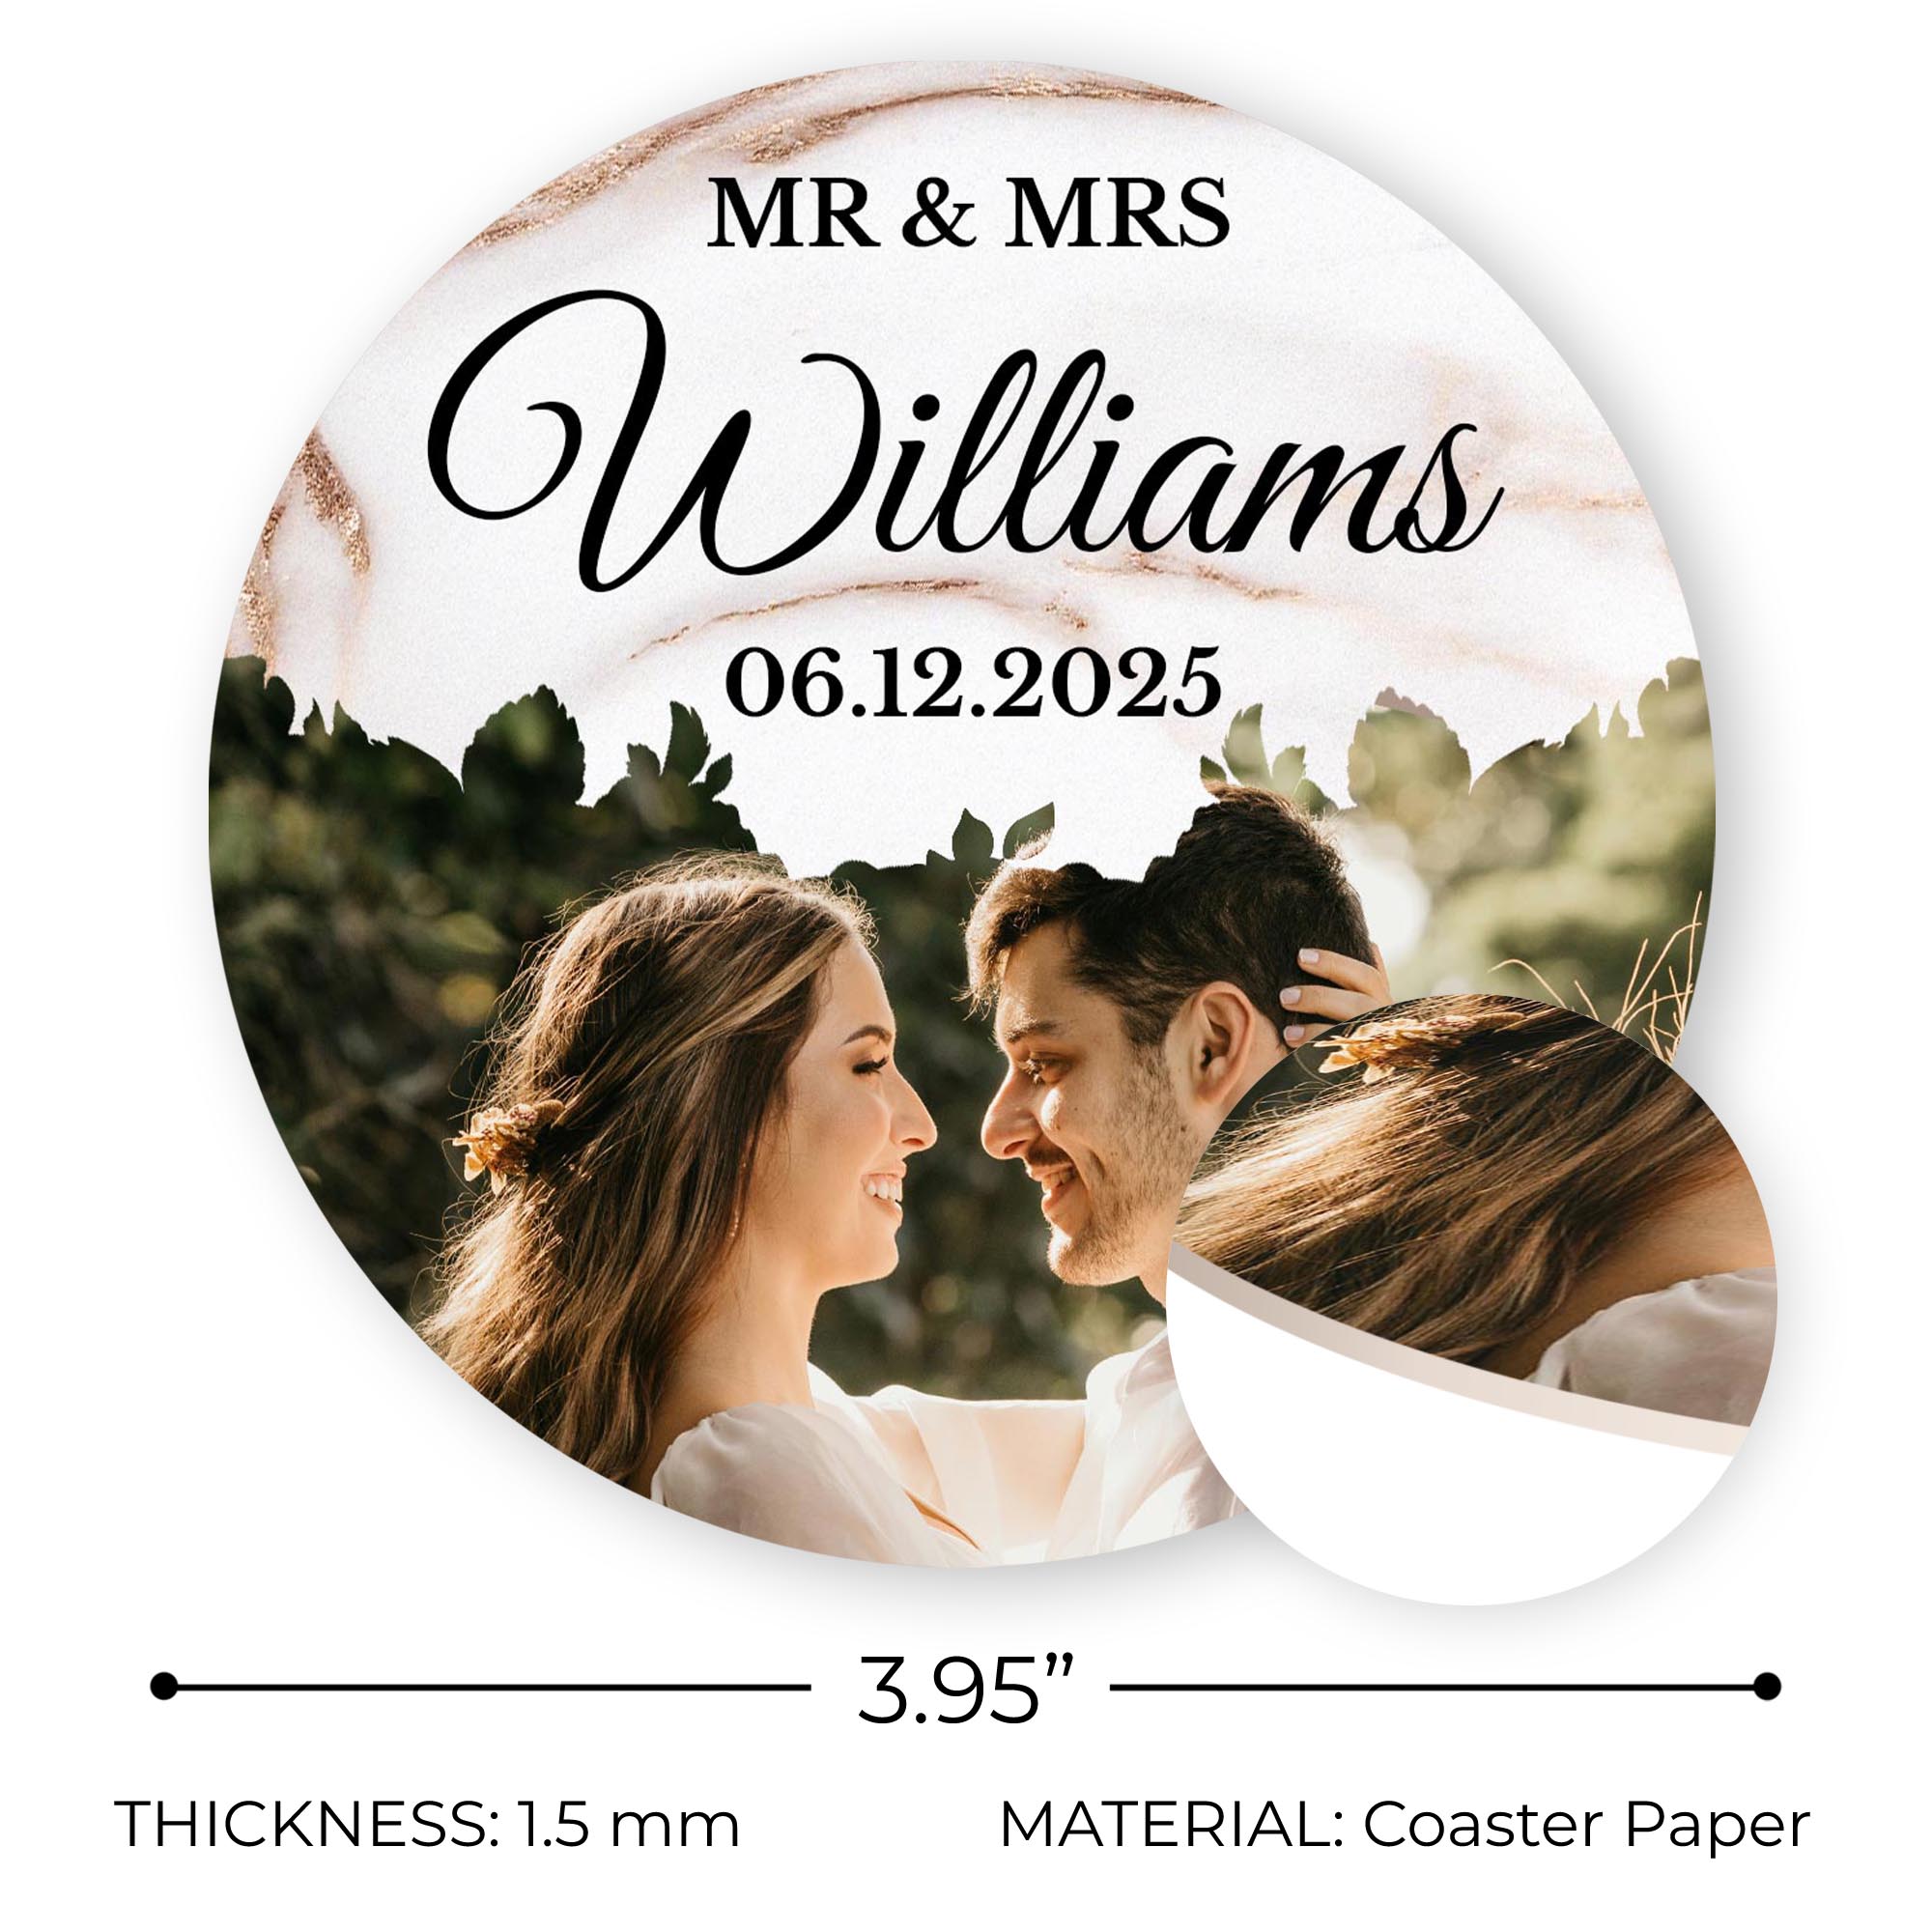 MR & MRS
Williams
06.12.2025
3.95”
THICKNESS: 1.5 mm
MATERIAL: Coaster Paper